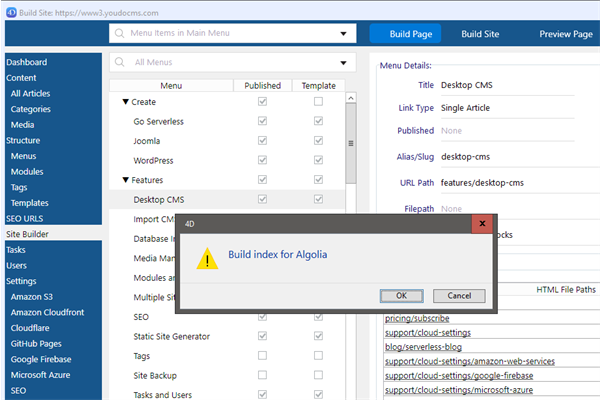 Build Site: https://www3.youdocms.com
Menu Items in Main Menu
Build Page
Build Site
Preview Page
Dashboard
Content
All Articles
Categories
Media
Structure
Menus
Modules
Tags
Templates
SEO URLS
Site Builder
Tasks
Users
Settings
Amazon S3
Amazon Cloudfront
Cloudflare
GitHub Pages
Google Firebase
Microsoft Azure
SEO
All Menus
Menu Published Template
Create
Go Serverless
Joomla
WordPress
Features
Desktop CMS
Import CM
Database In
Media Man
Modules an
Multiple Sit
SEO
Static Site Generator
Tags
Site Backup
Tasks and Users
Menu Details:
Title Desktop CMS
Link Type Single Article
Published None
Alias/Slug desktop-cms
URL Path features/desktop-cms
Filepath None
ocks
HTML File Paths
pricing/subscribe
support/cloud-settings
blog/serverless-blog
support/cloud-settings/amazon-web-services
support/cloud-settings/google-firebase
support/cloud-settings/microsoft-azure
4D
Build index for Algolia
OK Cancel